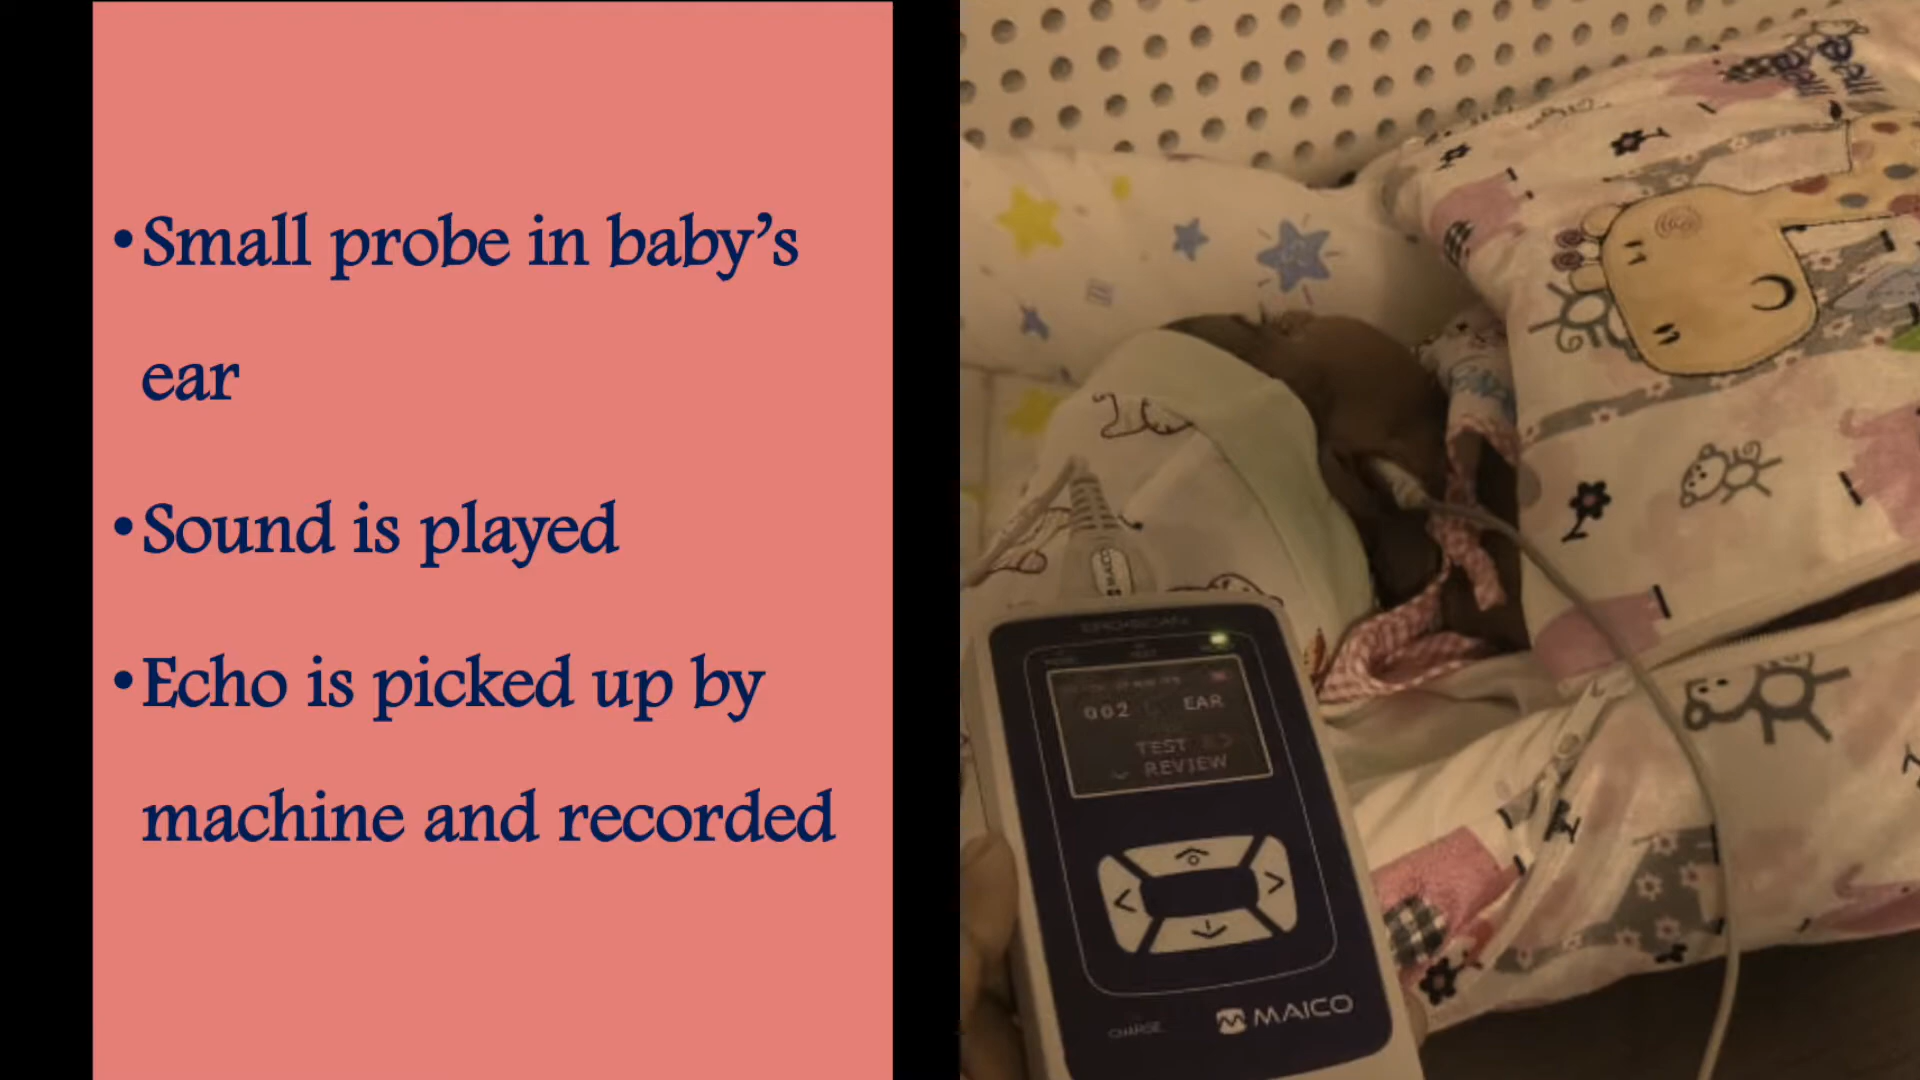 •Small probe in baby’s
ear
•Sound is played
•Echo is picked up by
machine and recorded
002 EAR
TEST
REVIEW
MAICO
CHARGE